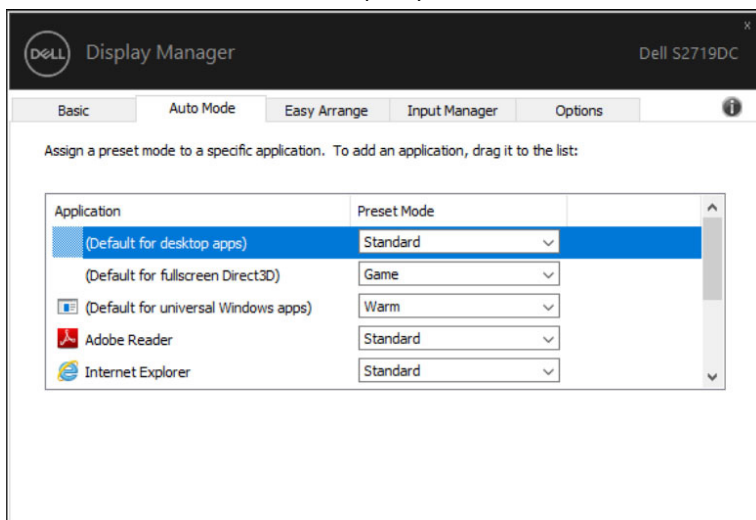 x
DELL Display Manager Dell S2719DC
Basic Auto Mode Easy Arrange Input Manager Options
Assign a preset mode to a specific application. To add an application, drag it to the list:
Application Preset Mode
(Default for desktop apps) Standard
(Default for fullscreen Direct3D) Game
(Default for universal Windows apps) Warm
Adobe Reader Standard
Internet Explorer Standard